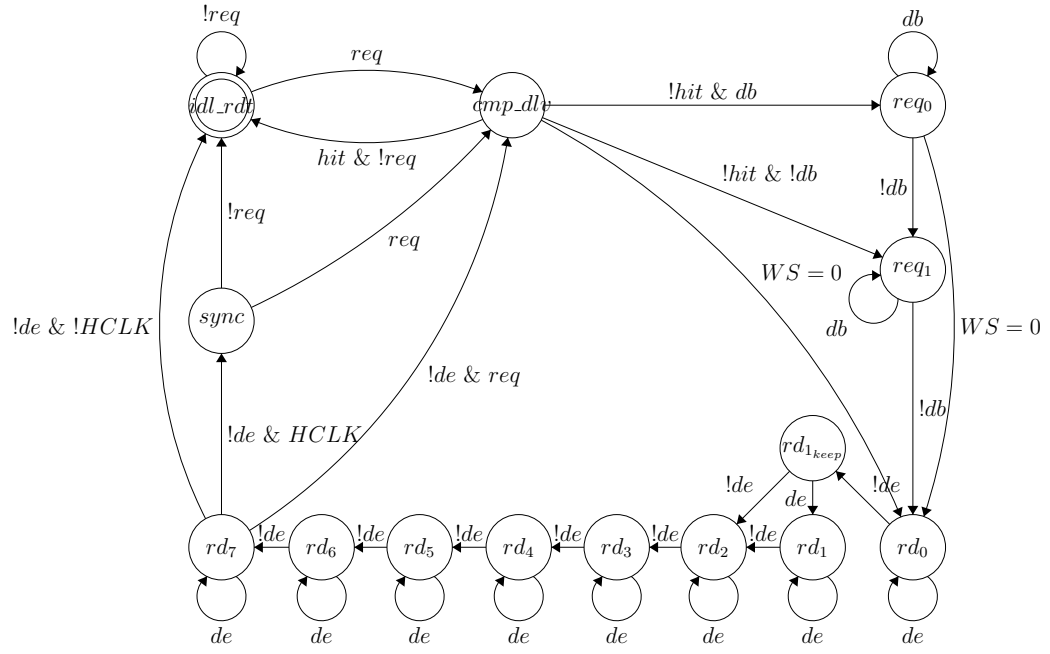 !req
db
req
idl_rdt
cmp_dlv
!hit & db
req₀
hit & !req
!hit & !db
!db
!req
req
WS = 0
req₁
sync
db
!de & !HCLK
WS = 0
!de & req
!db
!de & HCLK
rd₁ₖₑₑₚ
!de
de
!de
!de
!de
!de
!de
!de
!de
rd₇
rd₆
rd₅
rd₄
rd₃
rd₂
rd₁
rd₀
de
de
de
de
de
de
de
de